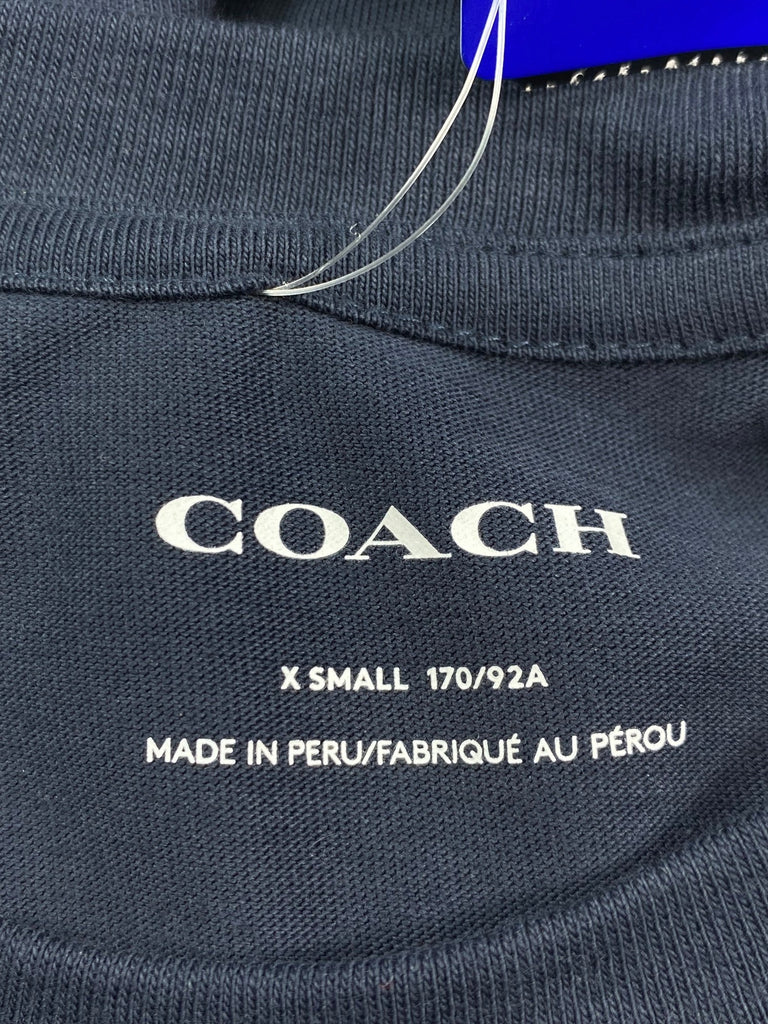 COACH
X SMALL 170/92A
MADE IN PERU/FABRIQUÉ AU PÉROU